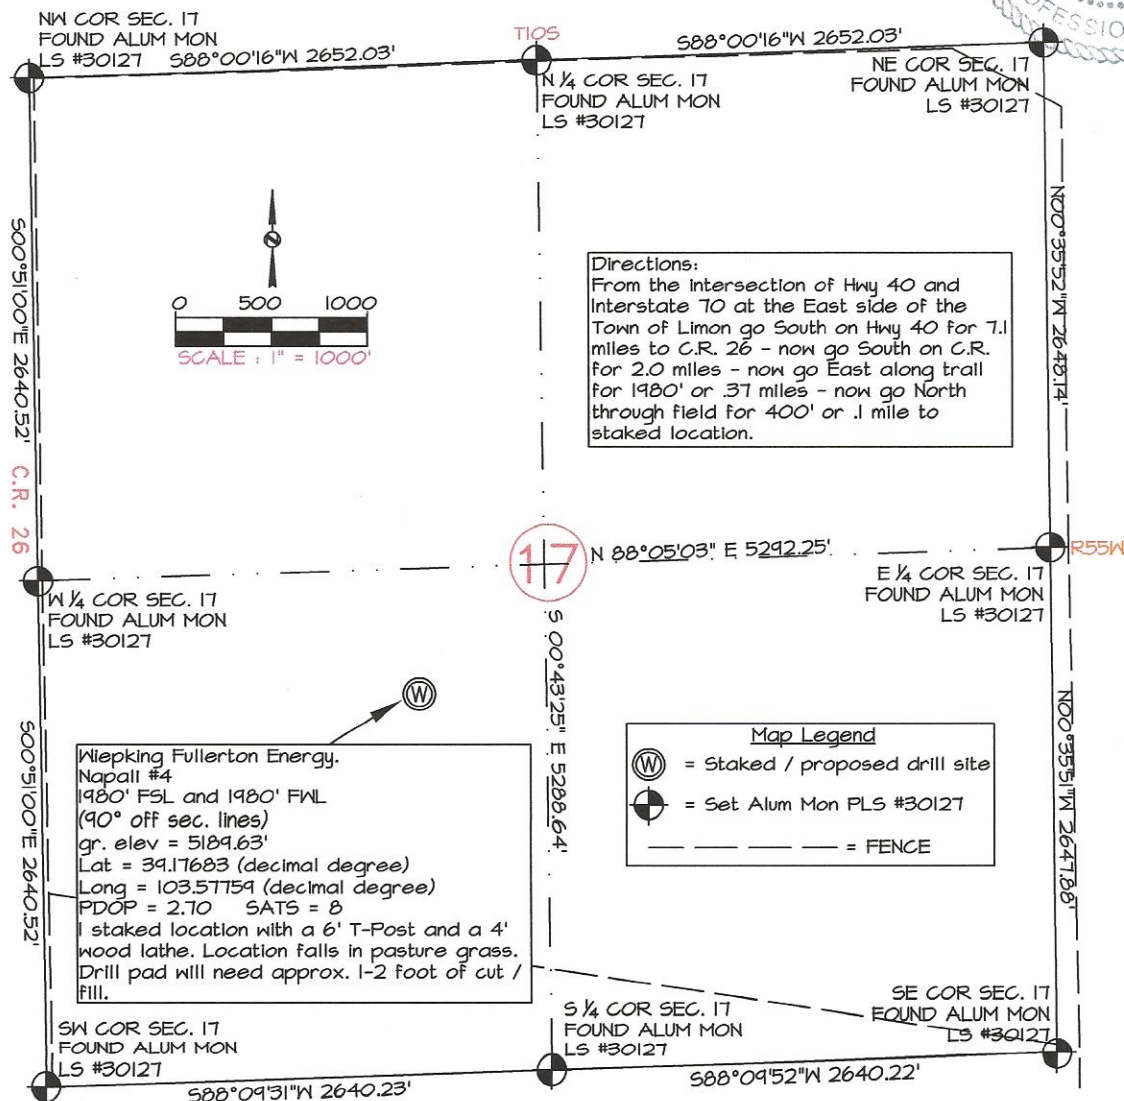 NW COR SEC. 17
FOUND ALUM MON
LS #30127
S88°00'16"W 2652.03'
T10S
S88°00'16"W 2652.03'
OFESSIO
N ¼ COR SEC. 17
FOUND ALUM MON
LS #30127
NE COR SEC. 17
FOUND ALUM MON
LS #30127
S00°51'00"E 2640.52'
C.R. 26
N
0 500 1000
SCALE : 1" = 1000'
Directions:
From the intersection of Hwy 40 and
Interstate 70 at the East side of the
Town of Limon go South on Hwy 40 for 7.1
miles to C.R. 26 - now go South on C.R.
for 2.0 miles - now go East along trail
for 1980' or .37 miles - now go North
through field for 400' or .1 mile to
staked location.
N00°35'52"W 2648.14'
17
N 88°05'03" E 5292.25'
R55W
W ¼ COR SEC. 17
FOUND ALUM MON
LS #30127
E ¼ COR SEC. 17
FOUND ALUM MON
LS #30127
S 00°43'25" E 5288.64'
W
S00°51'00"E 2640.52'
Wiepking Fullerton Energy.
Napali #4
1980' FSL and 1980' FWL
(90° off sec. lines)
gr. elev = 5189.63'
Lat = 39.17683 (decimal degree)
Long = 103.57759 (decimal degree)
PDOP = 2.70 SATS = 8
I staked location with a 6' T-Post and a 4'
wood lathe. Location falls in pasture grass.
Drill pad will need approx. 1-2 foot of cut /
fill.
Map Legend
W = Staked / proposed drill site
= Set Alum Mon PLS #30127
= FENCE
N00°35'51"W 2647.88'
SW COR SEC. 17
FOUND ALUM MON
LS #30127
S ¼ COR SEC. 17
FOUND ALUM MON
LS #30127
SE COR SEC. 17
FOUND ALUM MON
LS #30127
S88°09'31"W 2640.23'
S88°09'52"W 2640.22'